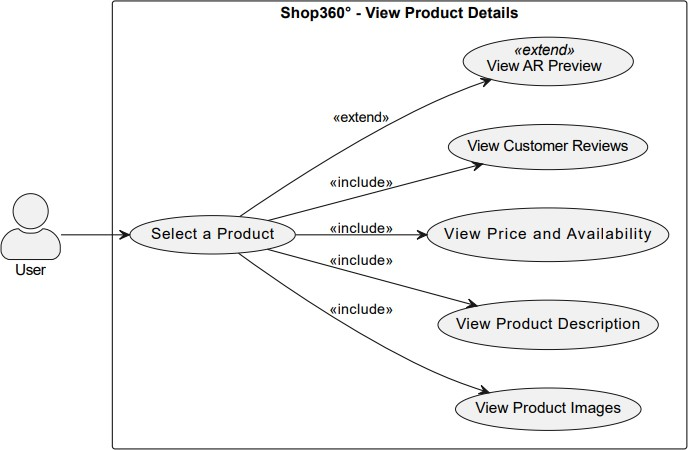 Shop360° - View Product Details
«extend»
View AR Preview
«extend»
View Customer Reviews
«include»
Select a Product
«include»
View Price and Availability
«include»
User
View Product Description
«include»
View Product Images